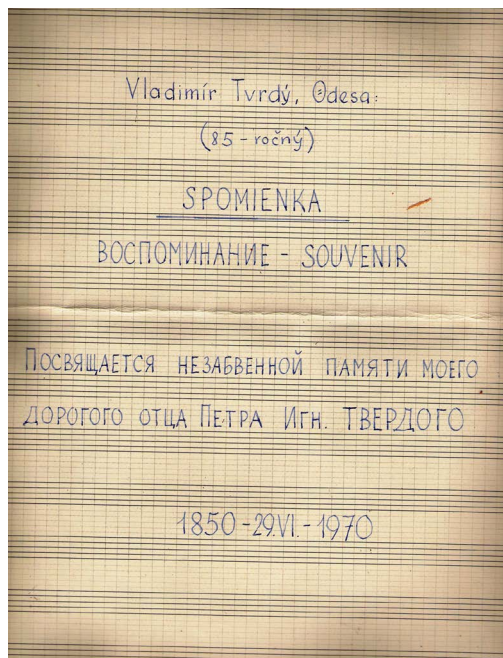 Vladimír Tvrdý, Odesa:
(85-ročný)
SPOMIENKA
ВОСПОМИНАНИЕ - SOUVENIR
ПОСВЯЩАЕТСЯ НЕЗАБВЕННОЙ ПАМЯТИ МОЕГО
ДОРОГОГО ОТЦА ПЕТРА ИГН. ТВЕРДОГО
1850-29.VI.-1970